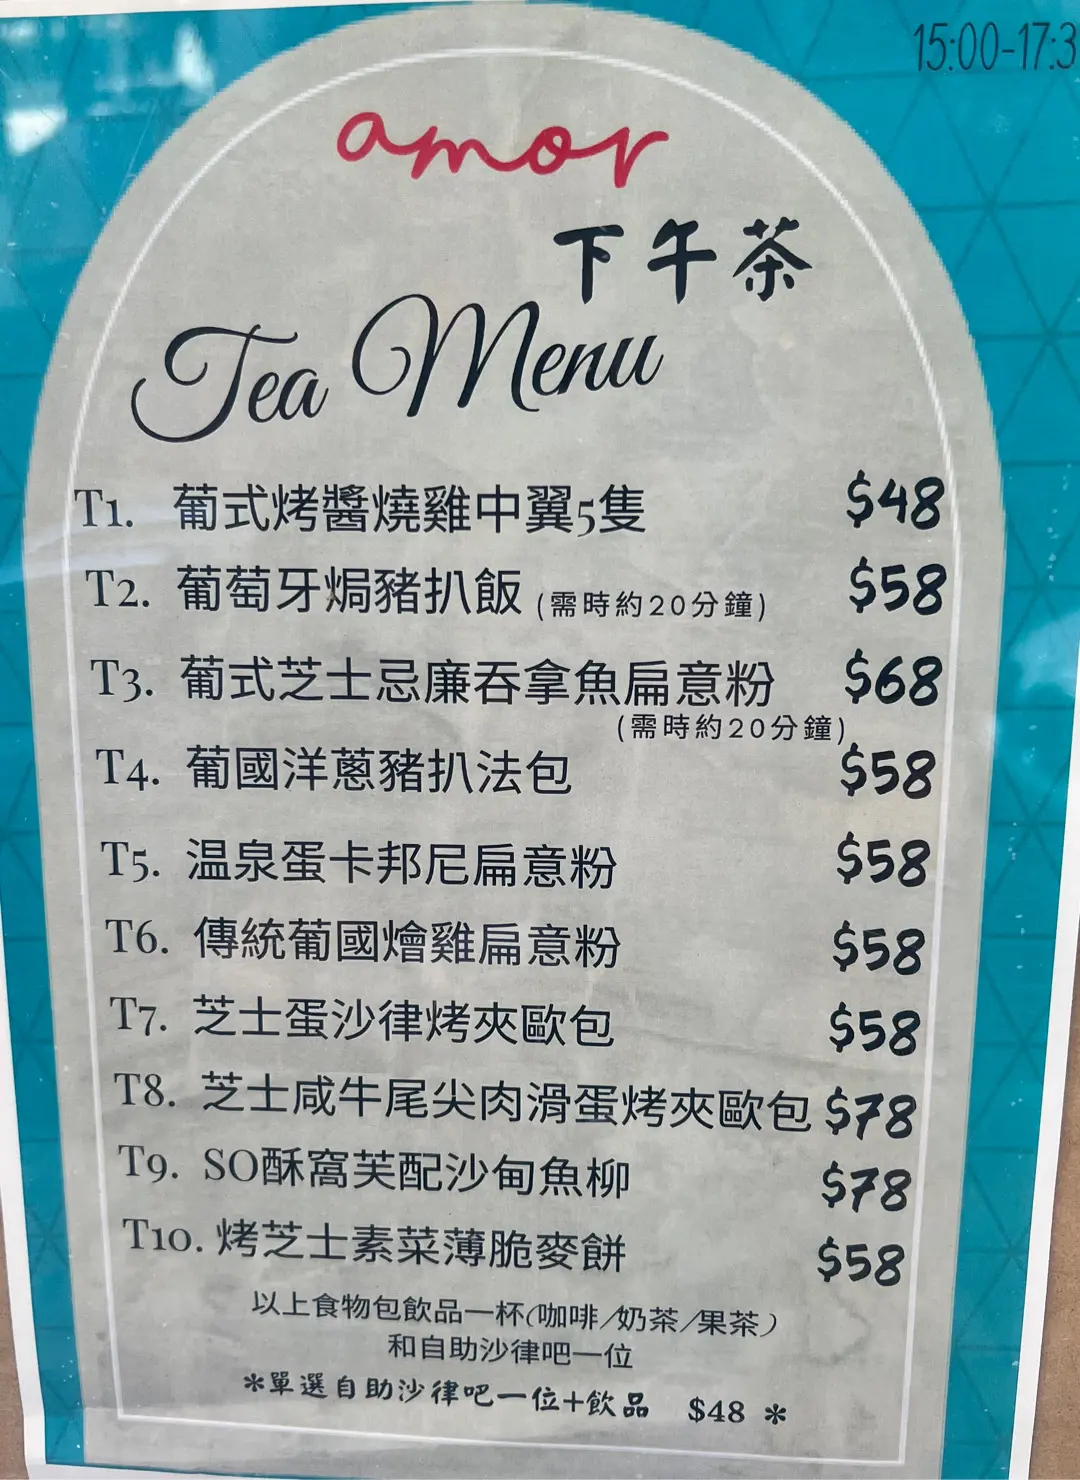 15:00-17:3
amor
下午茶
Tea Menu
T1. 葡式烤醬燒雞中翼5隻 $48
T2. 葡萄牙焗豬扒飯 (需時約20分鐘) $58
T3. 葡式芝士忌廉吞拿魚扁意粉 $68
(需時約20分鐘)
T4. 葡國洋蔥豬扒法包 $58
T5. 温泉蛋卡邦尼扁意粉 $58
T6. 傳統葡國燴雞扁意粉 $58
T7. 芝士蛋沙律烤夾歐包 $58
T8. 芝士咸牛尾尖肉滑蛋烤夾歐包 $78
T9. SO酥窩芙配沙甸魚柳 $78
T10. 烤芝士素菜薄脆麥餅 $58
以上食物包飲品一杯(咖啡/奶茶/果茶)
和自助沙律吧一位
*單選自助沙律吧一位+飲品 $48 *